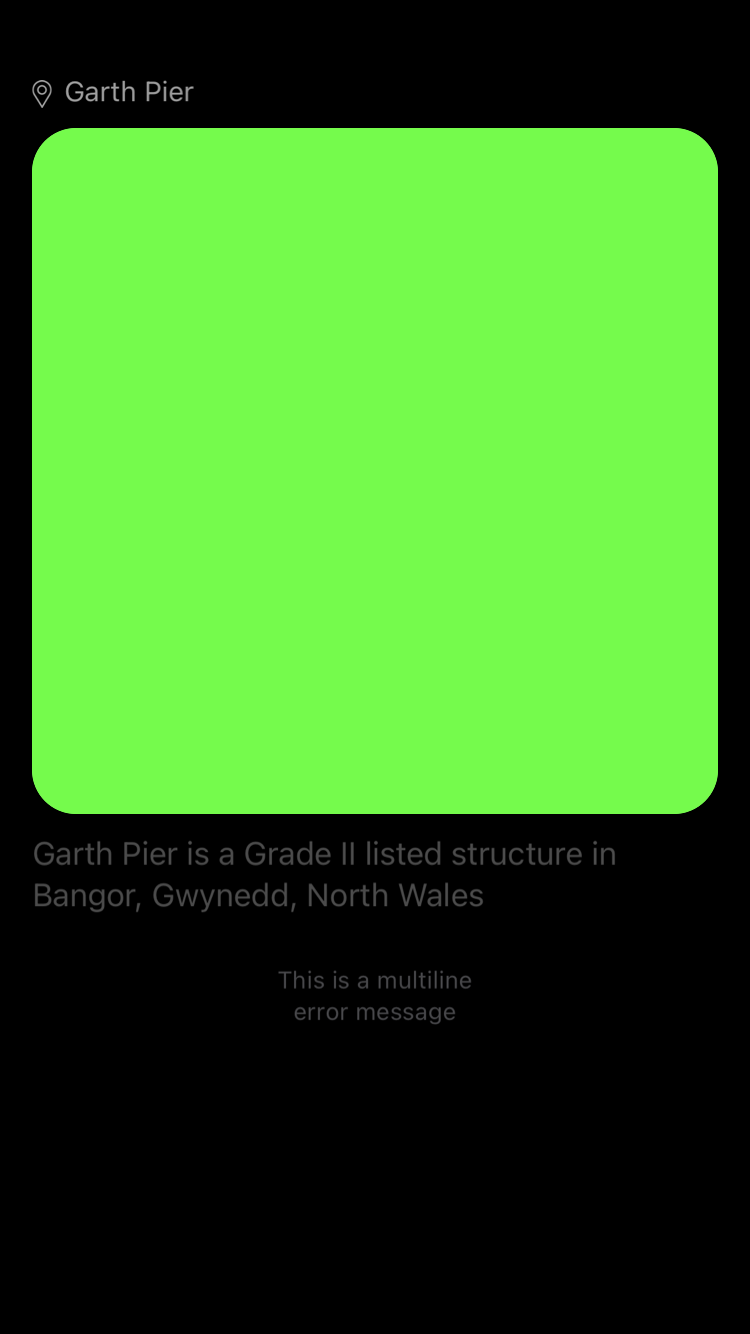 Garth Pier
Garth Pier is a Grade II listed structure in
Bangor, Gwynedd, North Wales
This is a multiline
error message